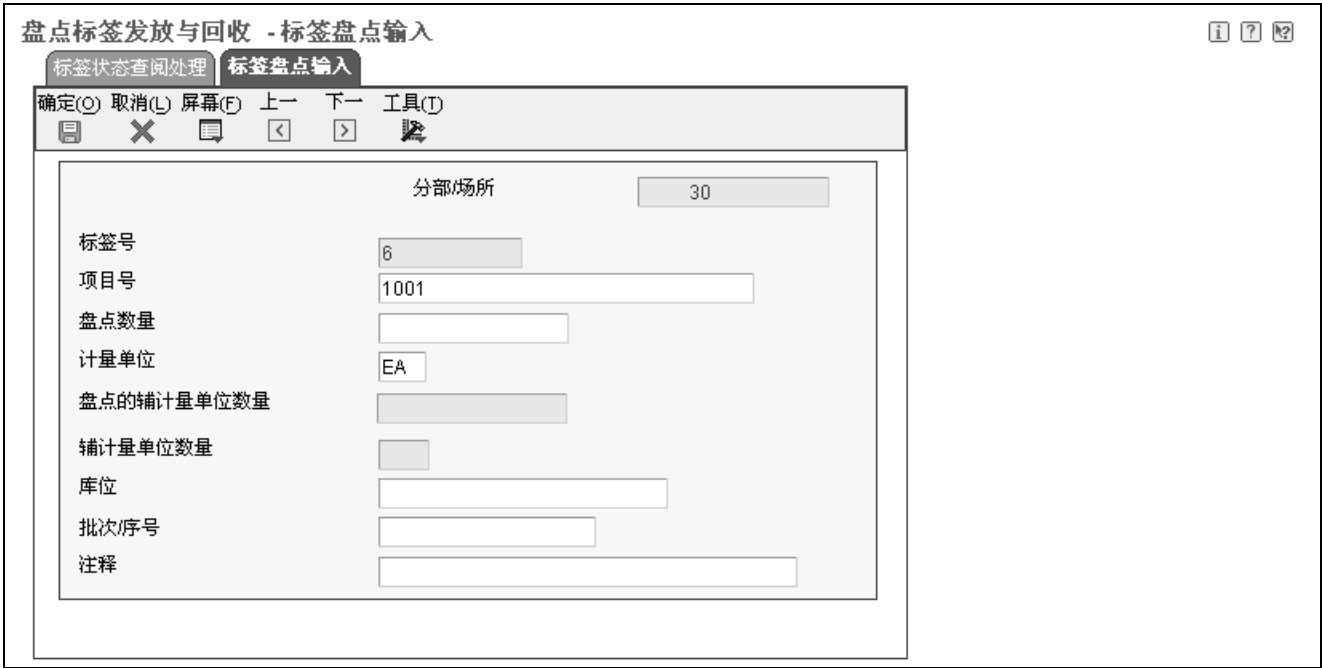 盘点标签发放与回收 - 标签盘点输入
标签状态查阅处理 标签盘点输入
确定(O) 取消(L) 屏幕(F) 上一 下一 工具(T)
分部/场所 30
标签号 6
项目号 1001
盘点数量
计量单位 EA
盘点的辅计量单位数量
辅计量单位数量
库位
批次/序号
注释